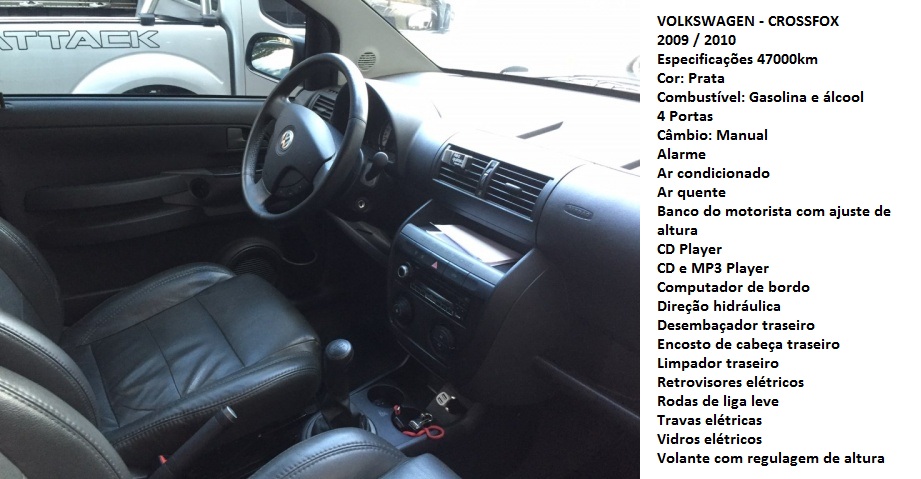 ATTACK
VOLKSWAGEN - CROSSFOX
2009 / 2010
Especificações 47000km
Cor: Prata
Combustível: Gasolina e álcool
4 Portas
Câmbio: Manual
Alarme
Ar condicionado
Ar quente
Banco do motorista com ajuste de
altura
CD Player
CD e MP3 Player
Computador de bordo
Direção hidráulica
Desembaçador traseiro
Encosto de cabeça traseiro
Limpador traseiro
Retrovisores elétricos
Rodas de liga leve
Travas elétricas
Vidros elétricos
Volante com regulagem de altura